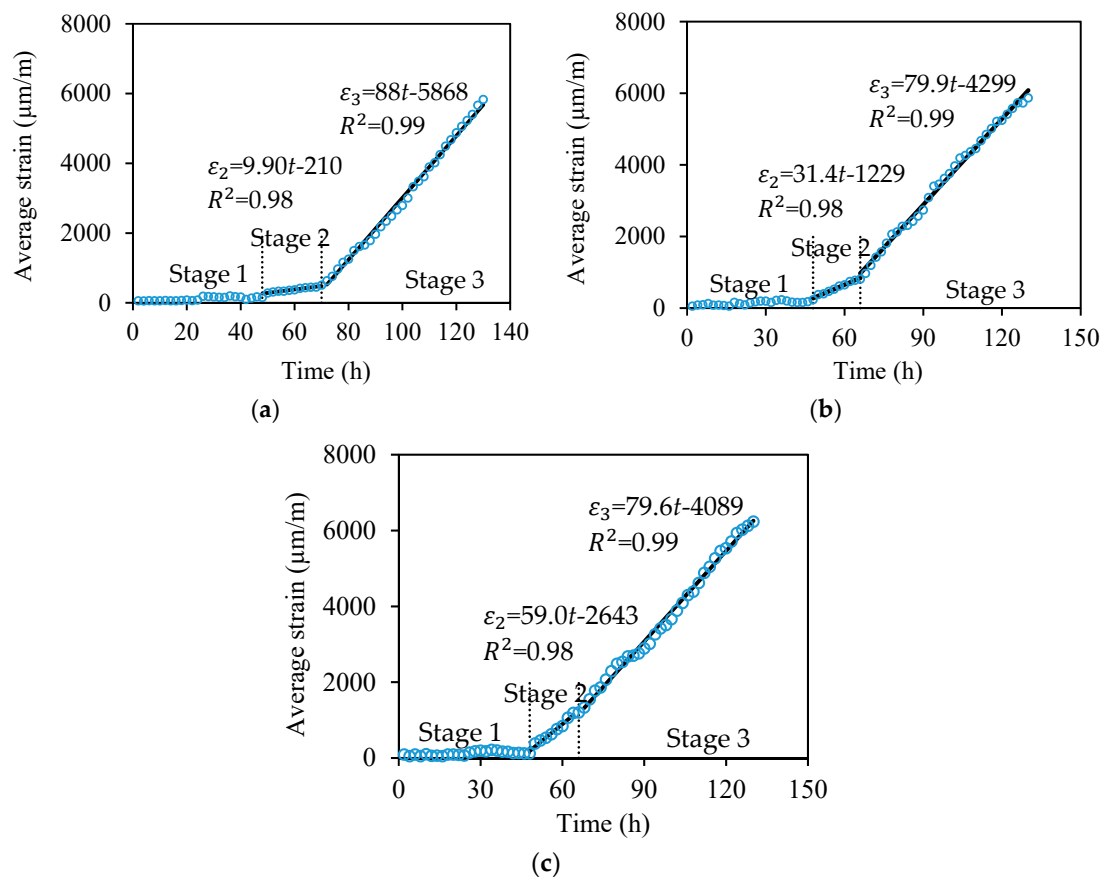 8000
6000
4000
2000
0
Average strain (μm/m)
ε₃=88t-5868
R²=0.99
ε₂=9.90t-210
R²=0.98
Stage 1
Stage 2
Stage 3
0 20 40 60 80 100 120 140
Time (h)
(a)
8000
6000
4000
2000
0
Average strain (μm/m)
ε₃=79.9t-4299
R²=0.99
ε₂=31.4t-1229
R²=0.98
Stage 1
Stage 2
Stage 3
0 30 60 90 120 150
Time (h)
(b)
8000
6000
4000
2000
0
Average strain (μm/m)
ε₃=79.6t-4089
R²=0.99
ε₂=59.0t-2643
R²=0.98
Stage 1
Stage 2
Stage 3
0 30 60 90 120 150
Time (h)
(c)